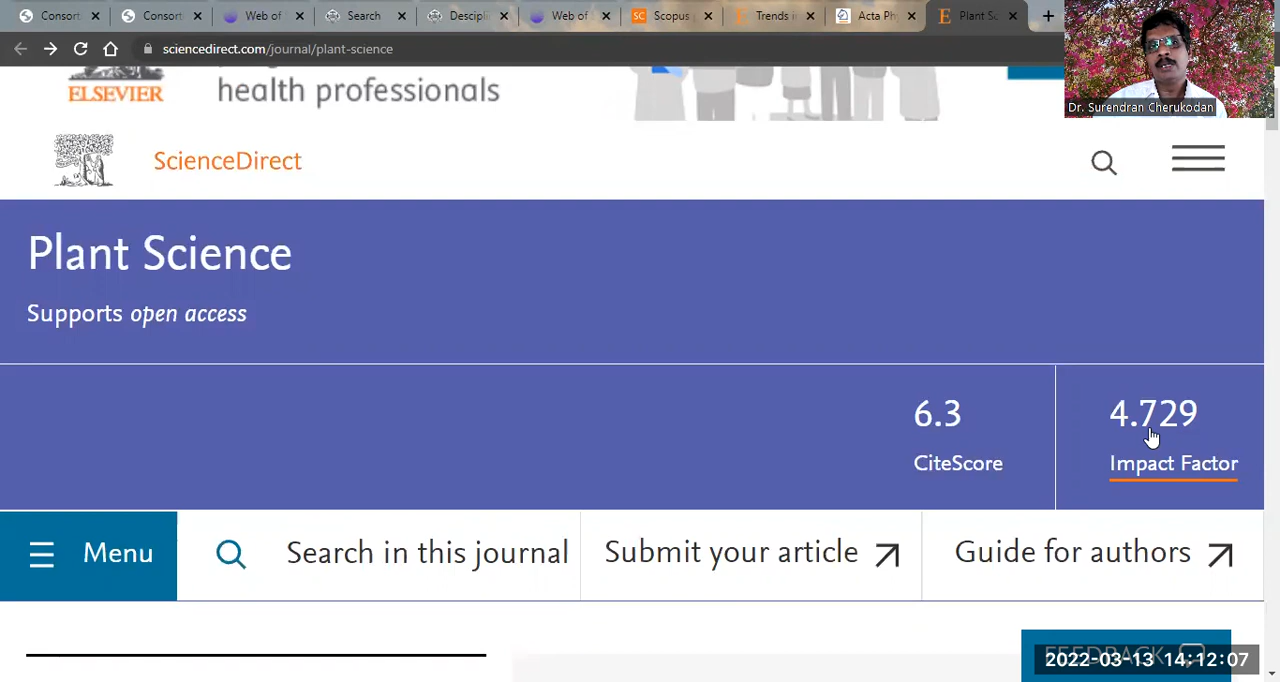 Consort
Consort
Web of
Search
Descipl
Web of
Scopus
Trends i
Acta Ph
Plant Sc
sciencedirect.com/journal/plant-science
ELSEVIER
health professionals
Dr. Surendran Cherukodan
ScienceDirect
Plant Science
Supports open access
6.3
4.729
CiteScore
Impact Factor
Menu
Search in this journal
Submit your article
Guide for authors
FEEDBACK
2022-03-13 14:12:07